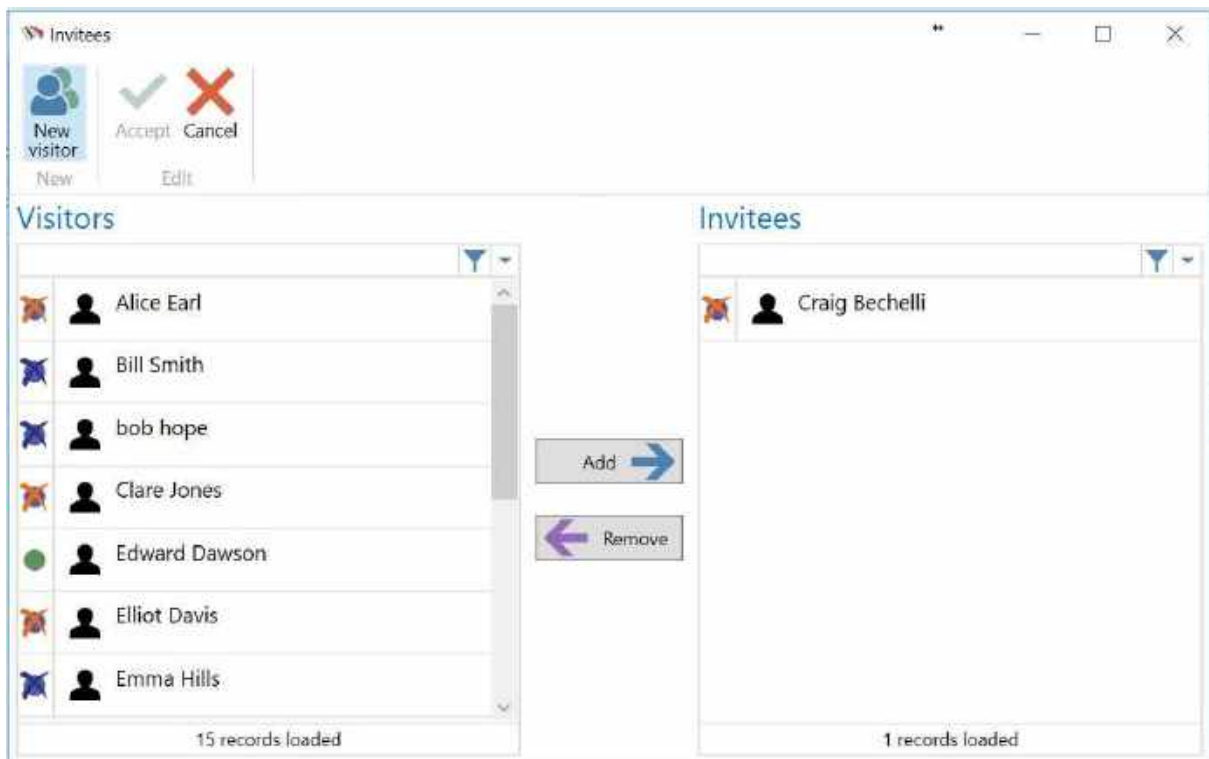 Invitees
New
visitor
Accept Cancel
New Edit
Visitors
Invitees
Alice Earl
Bill Smith
bob hope
Clare Jones
Edward Dawson
Elliot Davis
Emma Hills
15 records loaded
Add
Remove
Craig Bechelli
1 records loaded